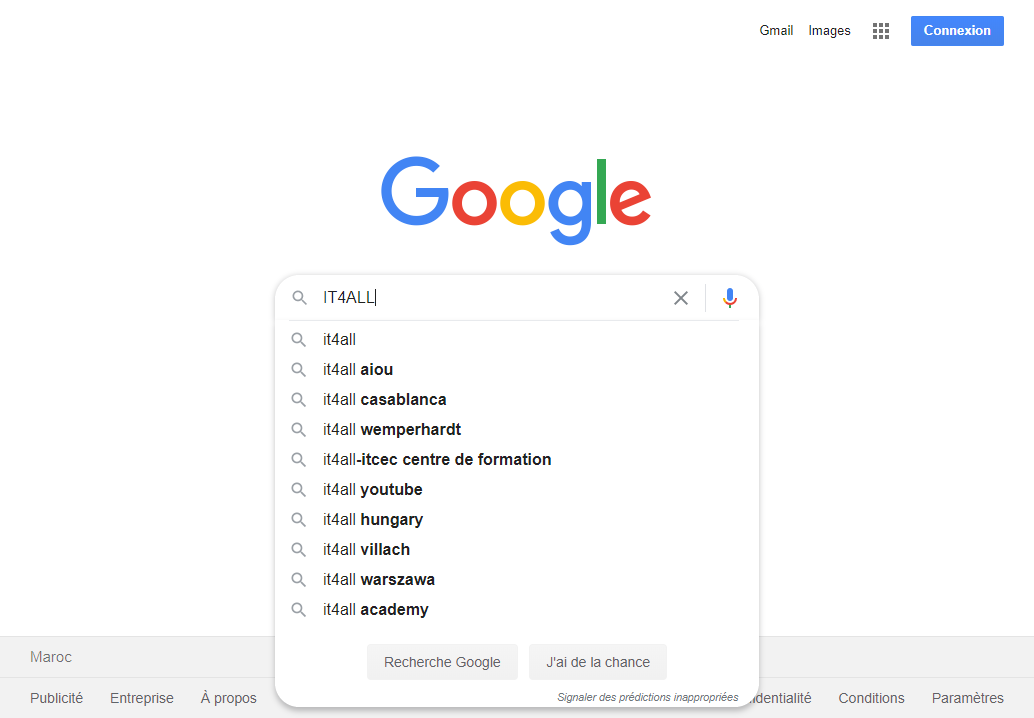 Gmail Images Connexion
Google
IT4ALL
it4all
it4all aiou
it4all casablanca
it4all wemperhardt
it4all-itcec centre de formation
it4all youtube
it4all hungary
it4all villach
it4all warszawa
it4all academy
Recherche Google J'ai de la chance
Signaler des prédictions inappropriées
Maroc
Publicité Entreprise À propos Conditions Paramètres